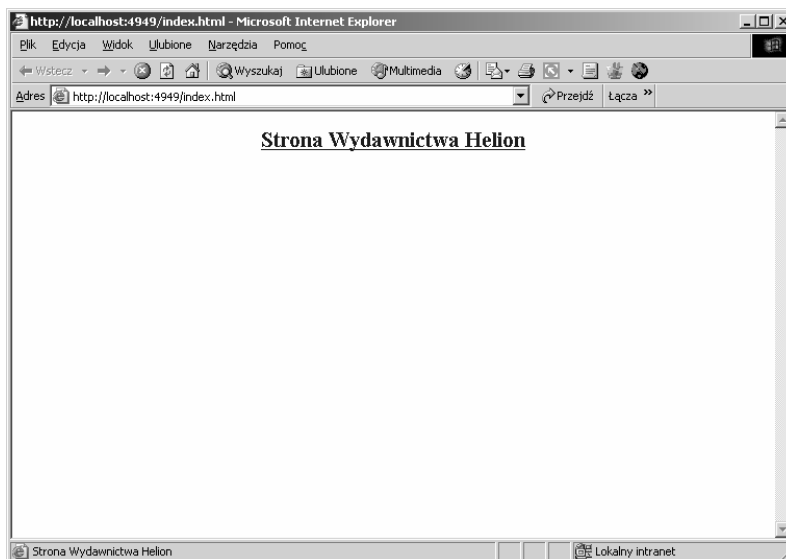 http://localhost:4949/index.html - Microsoft Internet Explorer
Plik Edycja Widok Ulubione Narzędzia Pomoc
Wstecz Wyszukaj Ulubione Multimedia
Adres http://localhost:4949/index.html Przejdź Łącza »
Strona Wydawnictwa Helion
Strona Wydawnictwa Helion Lokalny intranet